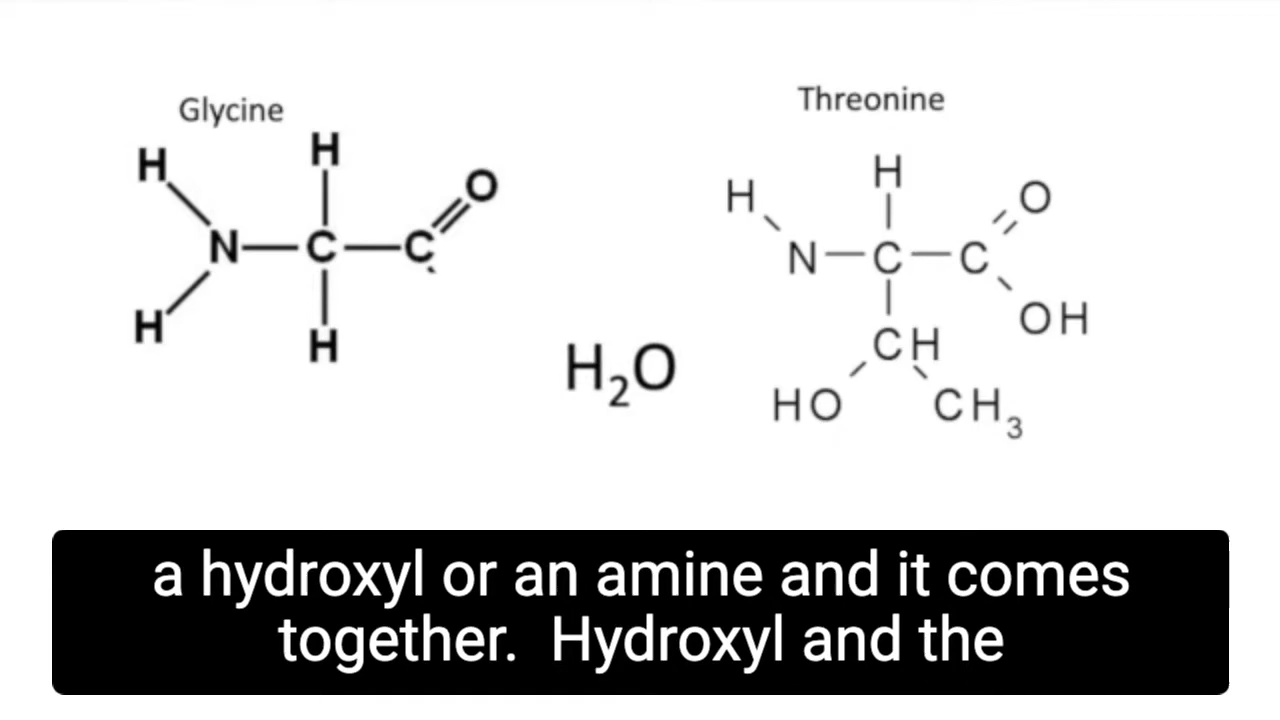 Glycine
Threonine
H
H
O
N—C—C
H
H
H₂O
H
H
O
N—C—C
OH
CH
HO
CH₃
a hydroxyl or an amine and it comes
together. Hydroxyl and the